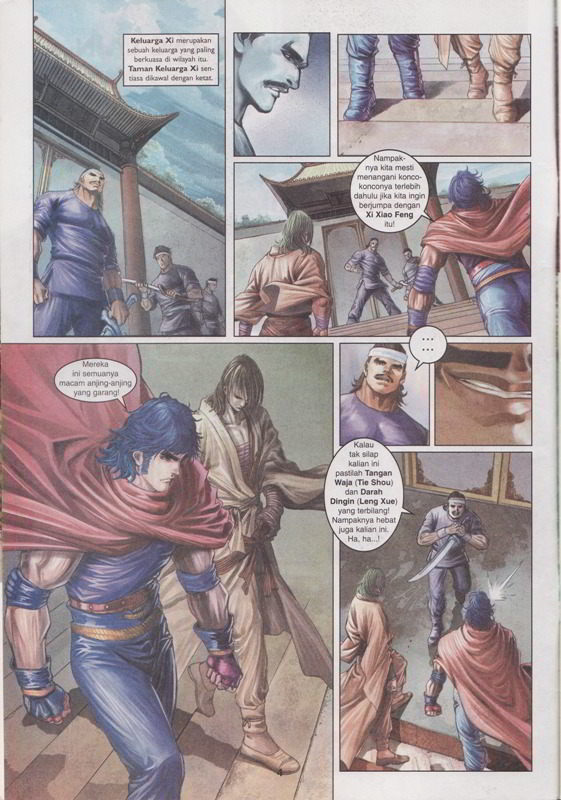 Keluarga Xi merupakan
sebuah keluarga yang paling
berkuasa di wilayah itu.
Taman Keluarga Xi sen-
tiasa dikawal dengan ketat.
Nampak-
nya kita mesti
menangani konco-
konconya terlebih
dahulu jika kita ingin
berjumpa dengan
Xi Xiao Feng
itu!
Mereka
ini semuanya
macam anjing-anjing
yang garang!
...
...
Kalau
tak silap
kalian ini
pastilah Tangan
Waja (Tie Shou)
dan Darah
Dingin (Leng Xue)
yang terbilang!
Nampaknya hebat
juga kalian ini.
Ha, ha...!
4